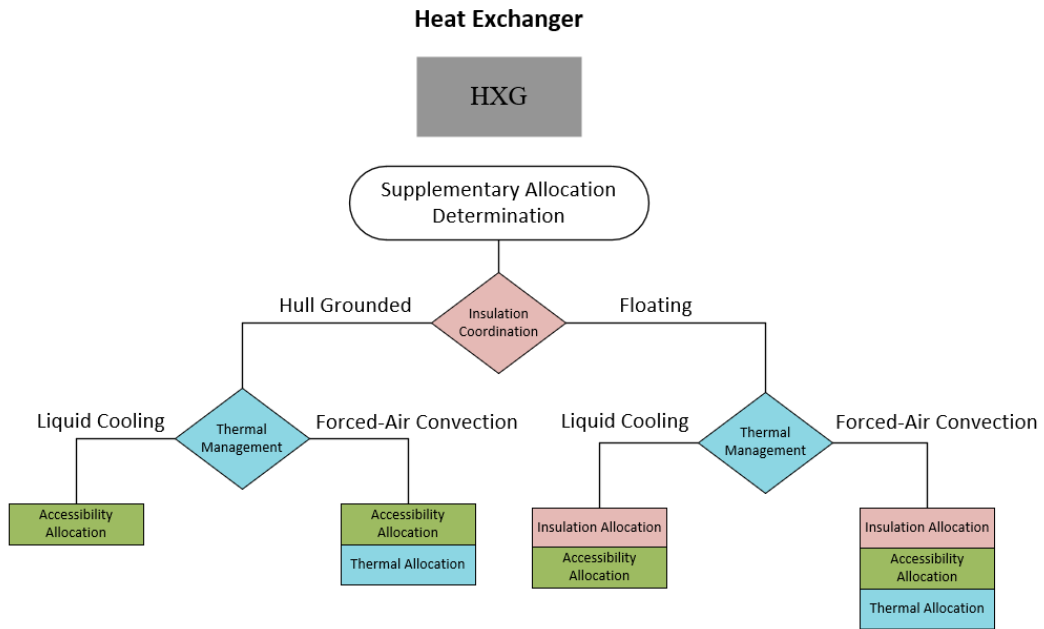 Heat Exchanger
HXG
Supplementary Allocation
Determination
Hull Grounded
Insulation
Coordination
Floating
Liquid Cooling
Thermal
Management
Forced-Air Convection
Liquid Cooling
Thermal
Management
Forced-Air Convection
Accessibility
Allocation
Accessibility
Allocation
Thermal Allocation
Insulation Allocation
Accessibility
Allocation
Insulation Allocation
Accessibility
Allocation
Thermal Allocation